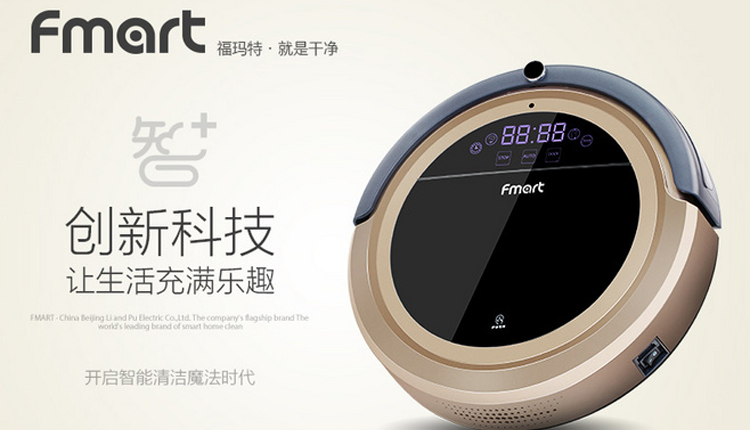 Fmart 福玛特 · 就是干净
智+
创新科技
让生活充满乐趣
FMART - China Beijing Li and Pu Electric Co.,Ltd. The company's flagship brand The
world's leading brand of smart home clean
开启智能清洁魔法时代
88:88
STOP AUTO
Fmart